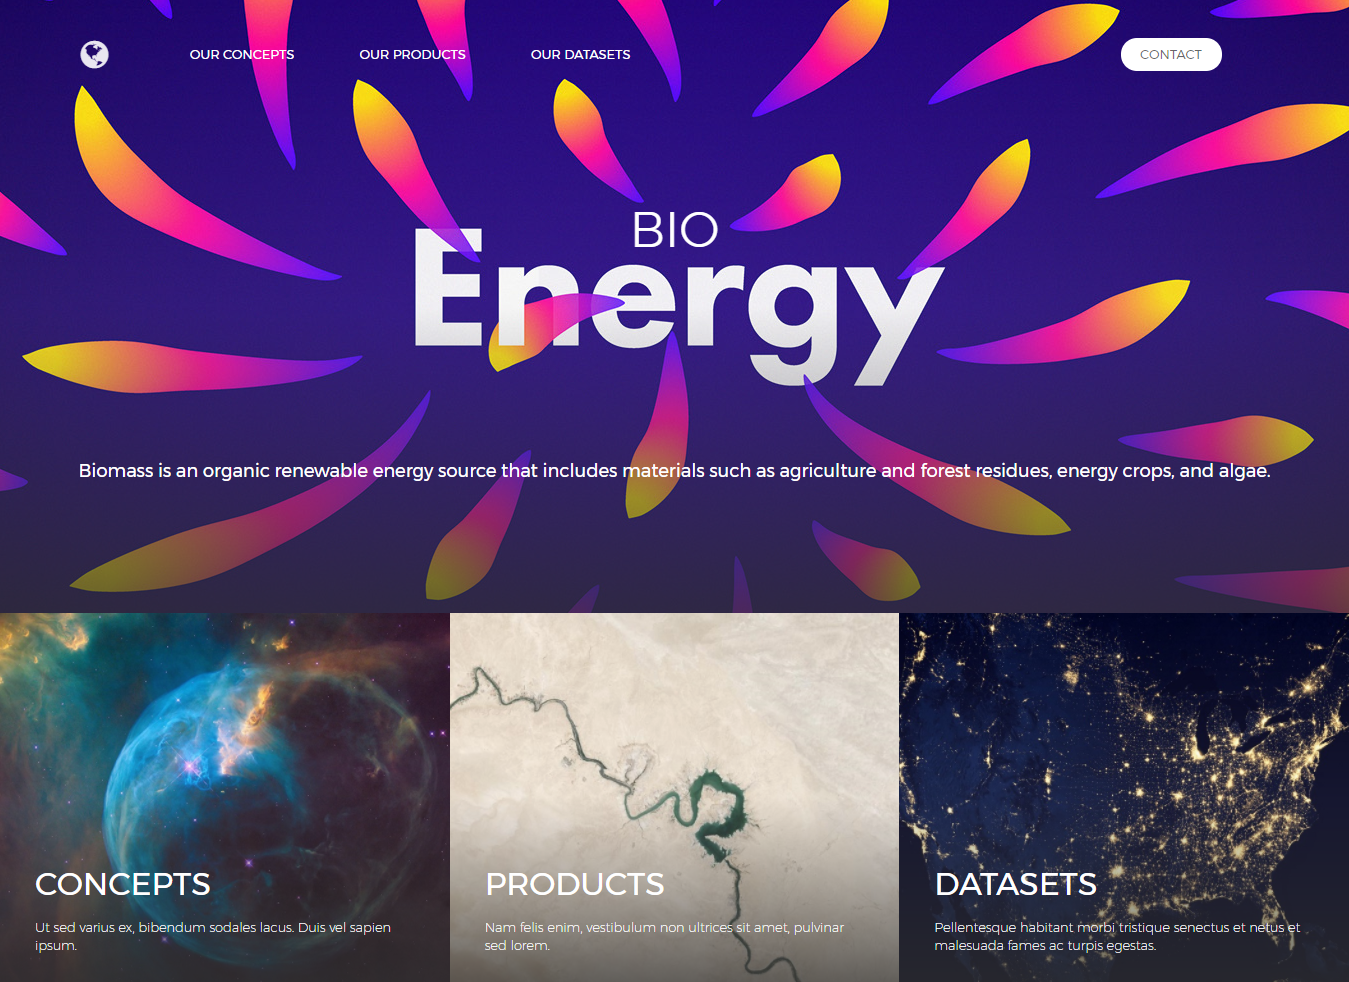 OUR CONCEPTS
OUR PRODUCTS
OUR DATASETS
CONTACT
BIO
Energy
Biomass is an organic renewable energy source that includes materials such as agriculture and forest residues, energy crops, and algae.
CONCEPTS
Ut sed varius ex, bibendum sodales lacus. Duis vel sapien
ipsum.
PRODUCTS
Nam felis enim, vestibulum non ultrices sit amet, pulvinar
sed lorem.
DATASETS
Pellentesque habitant morbi tristique senectus et netus et
malesuada fames ac turpis egestas.